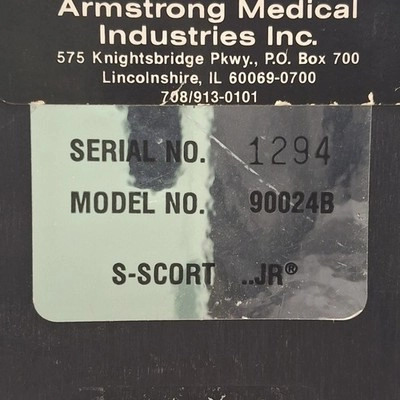 Armstrong Medical
Industries Inc.
575 Knightsbridge Pkwy., P.O. Box 700
Lincolnshire, IL 60069-0700
708/913-0101
SERIAL NO. 1294
MODEL NO. 90024B
S-SCORT ..JR®